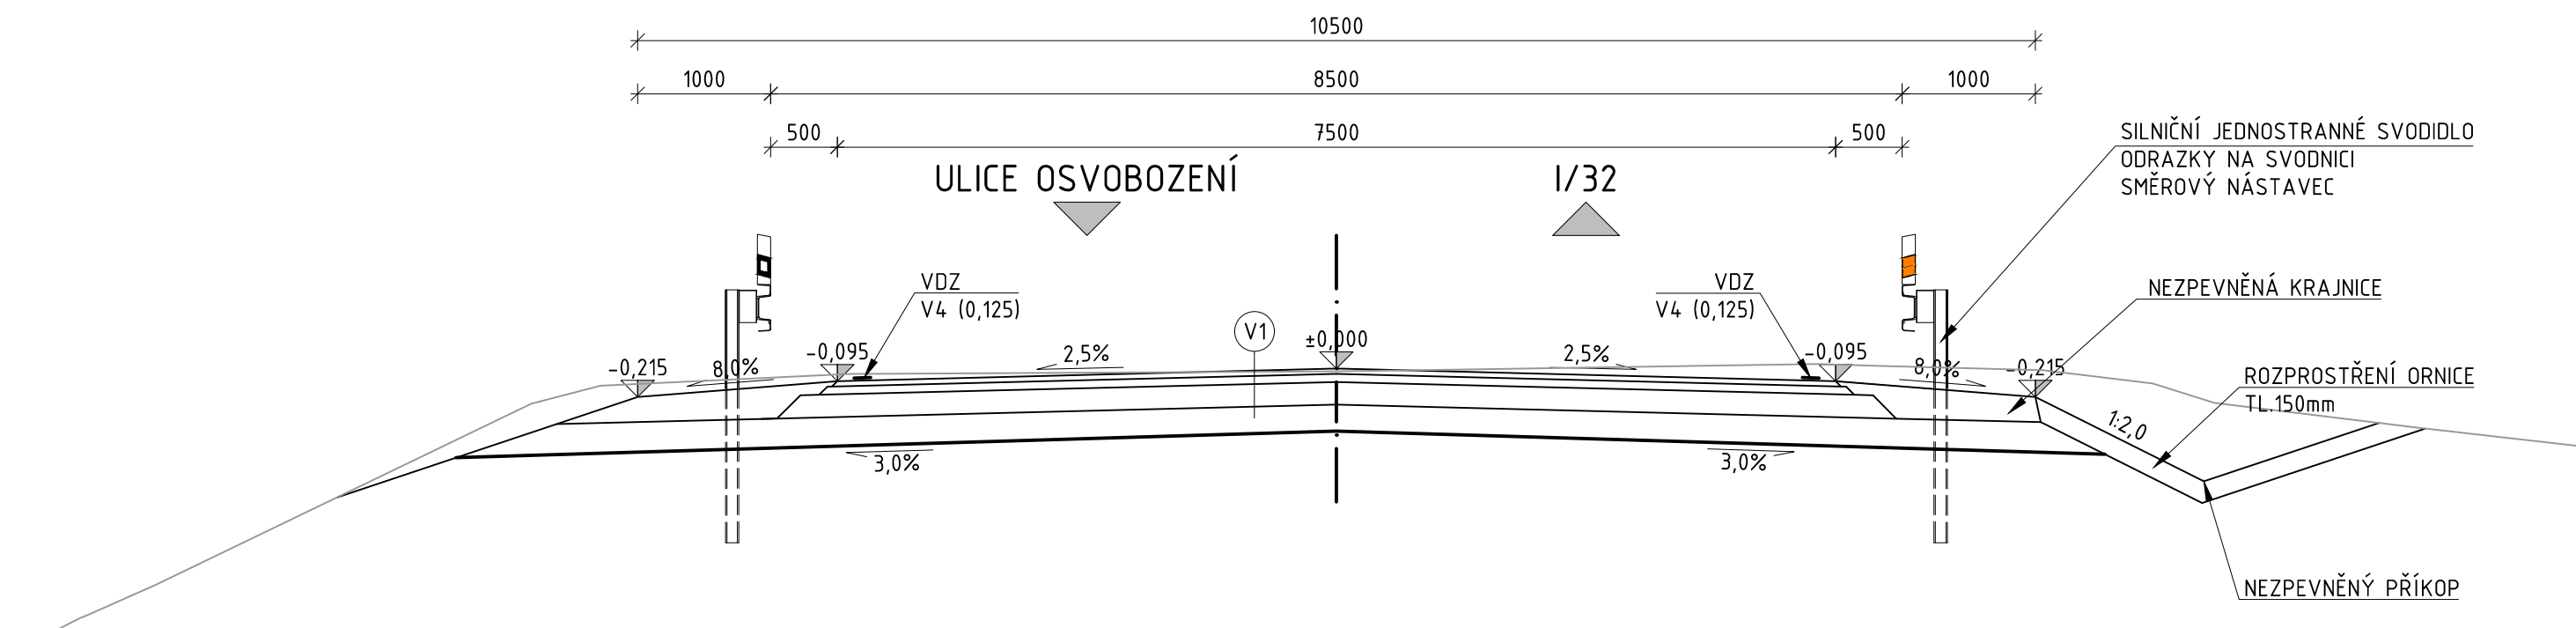 10500
1000 8500 1000
500 7500 500
ULICE OSVOBOZENÍ I/32
SILNIČNÍ JEDNOSTRANNÉ SVODIDLO
ODRAZKY NA SVODNICI
SMĚROVÝ NÁSTAVEC
VDZ
V4 (0,125)
VDZ
V4 (0,125)
NEZPEVNĚNÁ KRAJNICE
V1
±0,000
-0,215 8,0% -0,095 2,5% 2,5% -0,095 8,0% -0,215
ROZPROSTŘENÍ ORNICE
TL.150mm
1:2,0
3,0% 3,0%
NEZPEVNĚNÝ PŘÍKOP